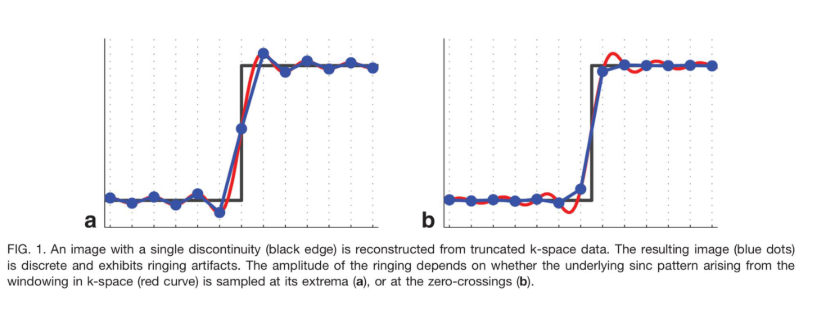 a
b
FIG. 1. An image with a single discontinuity (black edge) is reconstructed from truncated k-space data. The resulting image (blue dots)
is discrete and exhibits ringing artifacts. The amplitude of the ringing depends on whether the underlying sinc pattern arising from the
windowing in k-space (red curve) is sampled at its extrema (a), or at the zero-crossings (b).